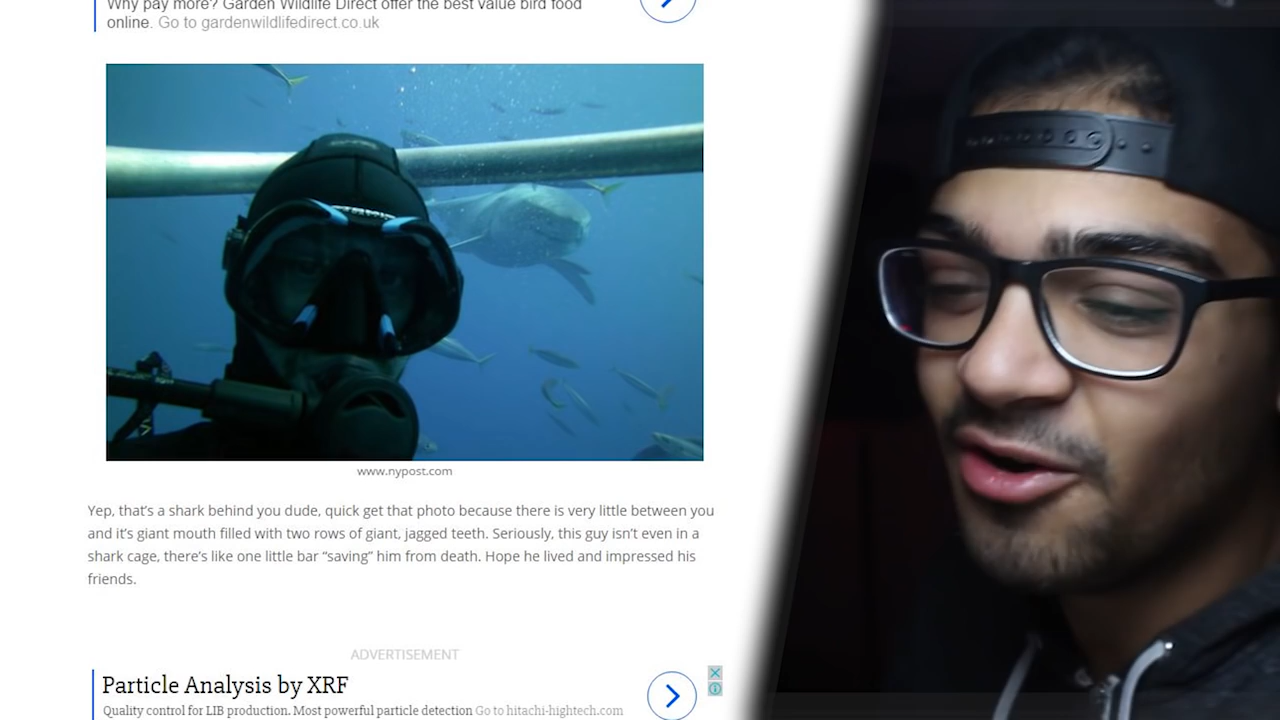 Why pay more? Garden Wildlife Direct offer the best value bird food
online. Go to gardenwildlifedirect.co.uk
www.nypost.com
Yep, that's a shark behind you dude, quick get that photo because there is very little between you
and it's giant mouth filled with two rows of giant, jagged teeth. Seriously, this guy isn't even in a
shark cage, there's like one little bar “saving” him from death. Hope he lived and impressed his
friends.
ADVERTISEMENT
Particle Analysis by XRF
Quality control for LIB production. Most powerful particle detection Go to hitachi-hightech.com